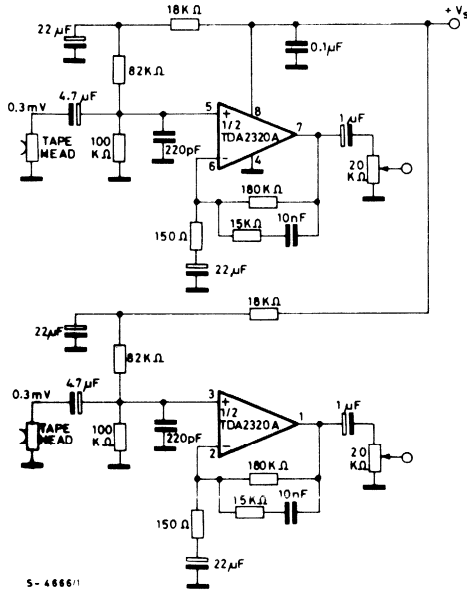 18KΩ
+ Vs
22µF
0.1µF
82KΩ
4.7µF
0.3mV
5
8
+
1/2
TDA2320A
7
1µF
TAPE
HEAD
100
KΩ
220pF
6
-
4
20
KΩ
180KΩ
10nF
15KΩ
150Ω
22µF
18KΩ
22µF
82KΩ
0.3mV
4.7µF
3
+
1/2
TDA2320A
1
1µF
TAPE
HEAD
100
KΩ
220pF
2
-
20
KΩ
180KΩ
10nF
15KΩ
150Ω
22µF
S-4666/1